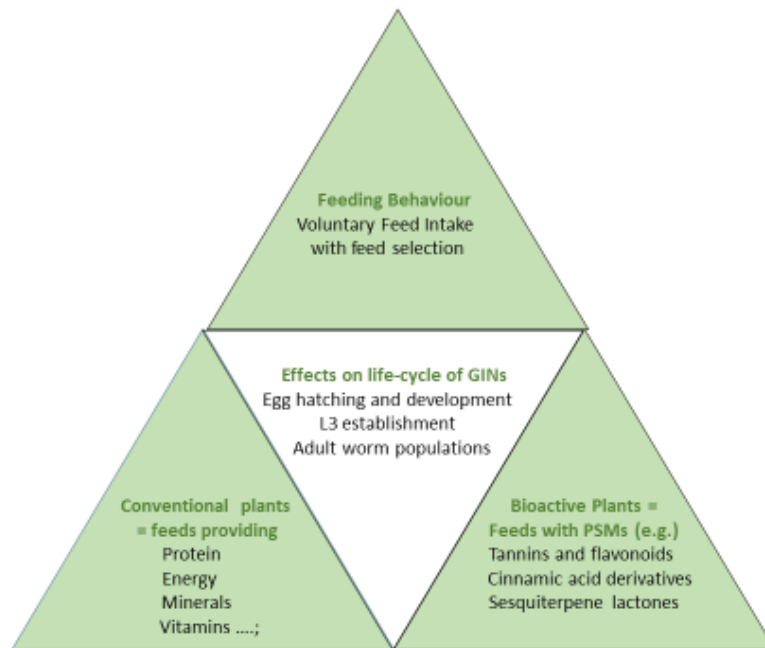 Feeding Behaviour
Voluntary Feed Intake
with feed selection
Effects on life-cycle of GINs
Egg hatching and development
L3 establishment
Adult worm populations
Conventional plants
= feeds providing
Protein
Energy
Minerals
Vitamins ....;
Bioactive Plants =
Feeds with PSMs (e.g.)
Tannins and flavonoids
Cinnamic acid derivatives
Sesquiterpene lactones